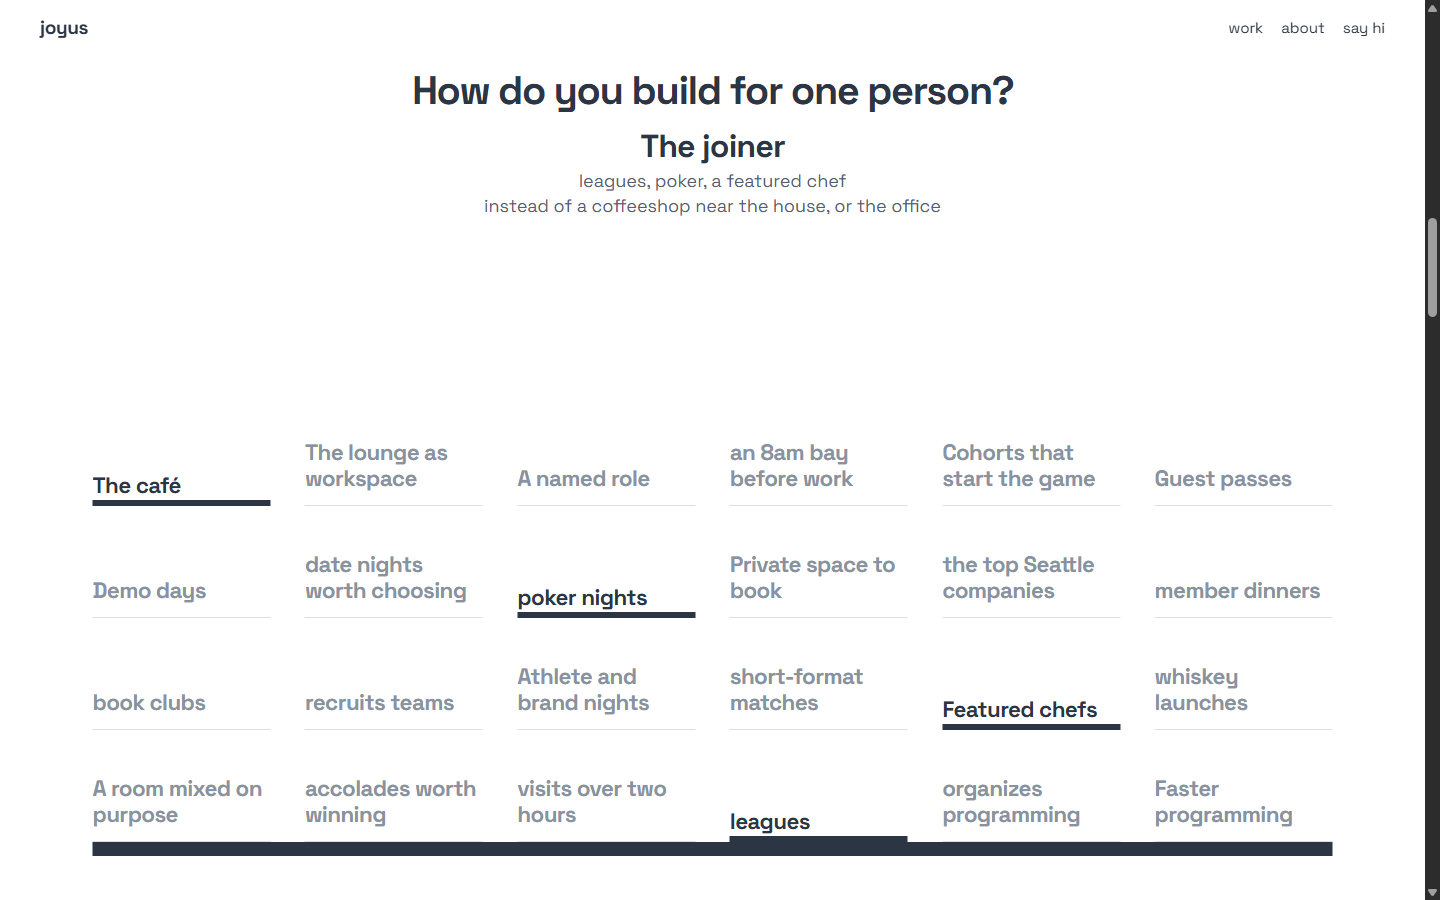 joyus
work about say hi
How do you build for one person?
The joiner
leagues, poker, a featured chef
instead of a coffeeshop near the house, or the office
The café
The lounge as
workspace
A named role
an 8am bay
before work
Cohorts that
start the game
Guest passes
Demo days
date nights
worth choosing
poker nights
Private space to
book
the top Seattle
companies
member dinners
book clubs
recruits teams
Athlete and
brand nights
short-format
matches
Featured chefs
whiskey
launches
A room mixed on
purpose
accolades worth
winning
visits over two
hours
leagues
organizes
programming
Faster
programming